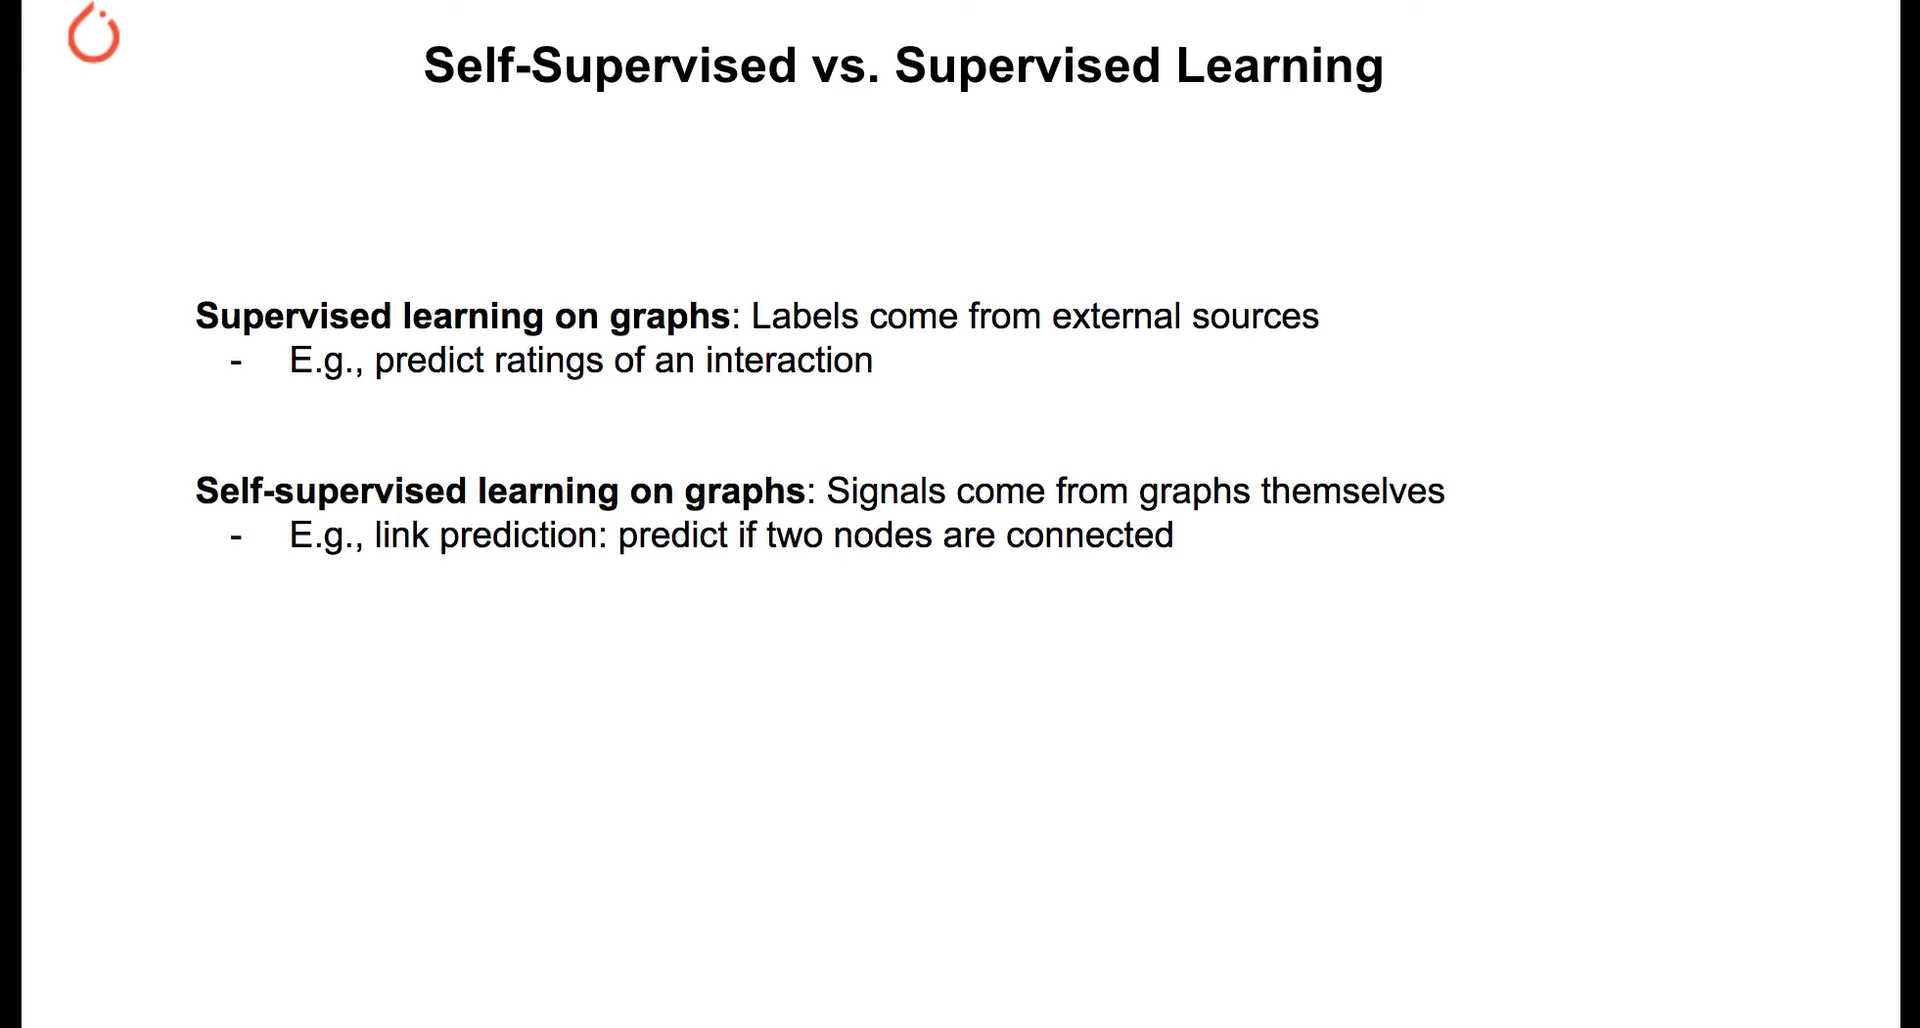 Self-Supervised vs. Supervised Learning
Supervised learning on graphs: Labels come from external sources
- E.g., predict ratings of an interaction
Self-supervised learning on graphs: Signals come from graphs themselves
- E.g., link prediction: predict if two nodes are connected